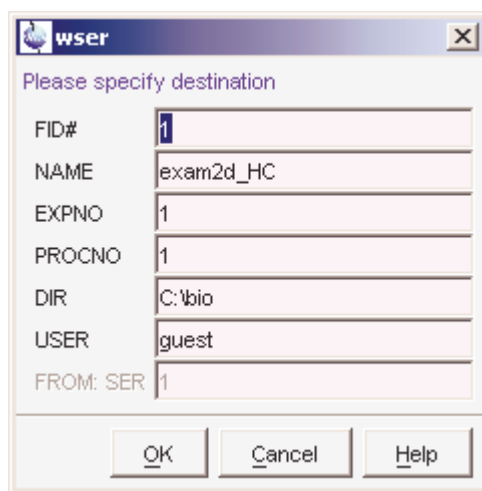 wser
Please specify destination
FID# 1
NAME exam2d_HC
EXPNO 1
PROCNO 1
DIR C:\bio
USER guest
FROM: SER 1
OK Cancel Help